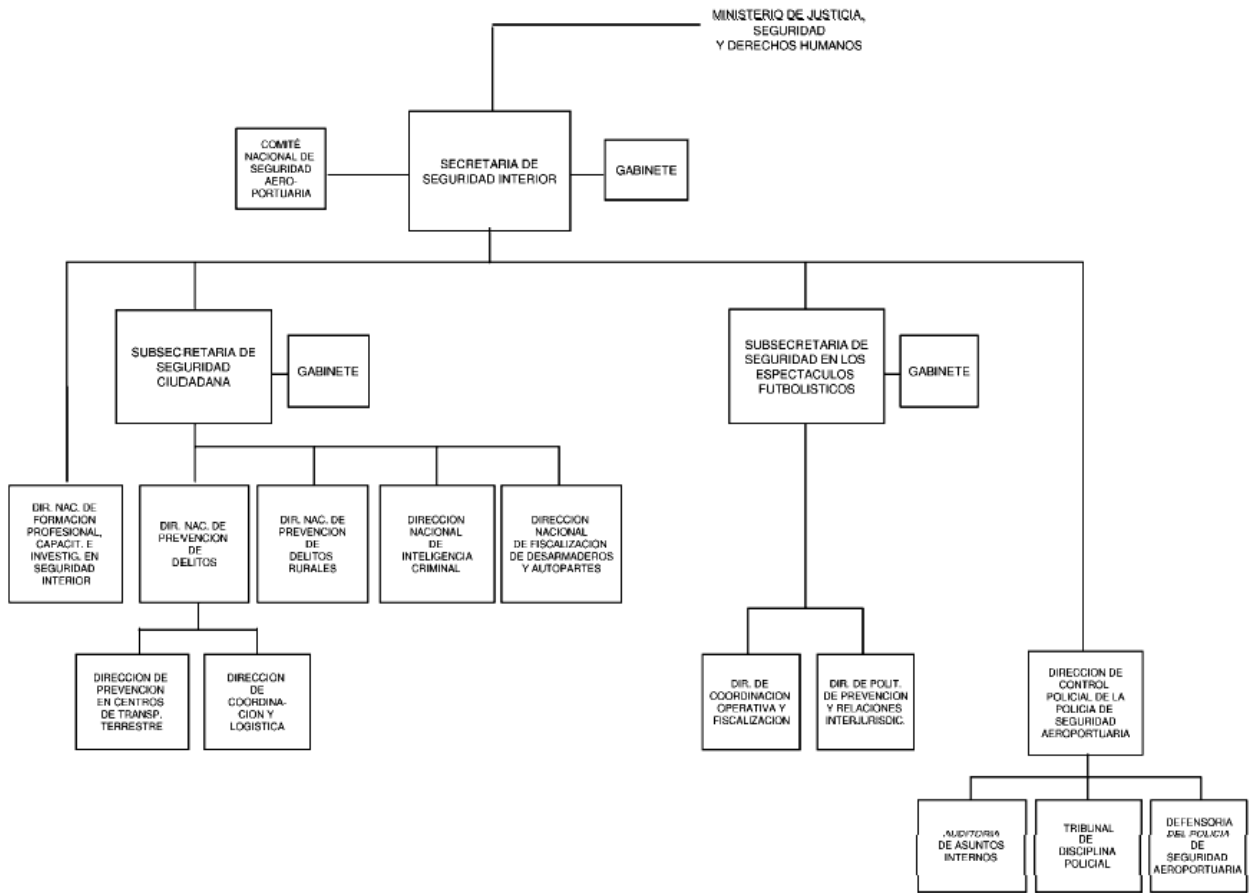 MINISTERIO DE JUSTICIA,
SEGURIDAD
Y DERECHOS HUMANOS
COMITÉ
NACIONAL DE
SEGURIDAD
AERO-
PORTUARIA
SECRETARIA DE
SEGURIDAD INTERIOR
GABINETE
SUBSECRETARIA DE
SEGURIDAD
CIUDADANA
GABINETE
SUBSECRETARIA DE
SEGURIDAD EN LOS
ESPECTACULOS
FUTBOLISTICOS
GABINETE
DIR. NAC. DE
FORMACION
PROFESIONAL,
CAPACIT. E
INVESTIG. EN
SEGURIDAD
INTERIOR
DIR. NAC. DE
PREVENCION
DE
DELITOS
DIR. NAC. DE
PREVENCION
DE
DELITOS
RURALES
DIRECCION
NACIONAL
DE
INTELIGENCIA
CRIMINAL
DIRECCION
NACIONAL
DE FISCALIZACION
DE DESARMADEROS
Y AUTOPARTES
DIRECCION DE
PREVENCION
EN CENTROS
DE TRANSP.
TERRESTRE
DIRECCION
DE
COORDINA-
CION Y
LOGISTICA
DIR. DE
COORDINACION
OPERATIVA Y
FISCALIZACION
DIR. DE POLIT.
DE PREVENCION
Y RELACIONES
INTERJURISDIC.
DIRECCION DE
CONTROL
POLICIAL DE LA
POLICIA DE
SEGURIDAD
AEROPORTUARIA
AUDITORIA
DE ASUNTOS
INTERNOS
TRIBUNAL
DE
DISCIPLINA
POLICIAL
DEFENSORIA
DEL POLICIA
DE
SEGURIDAD
AEROPORTUARIA